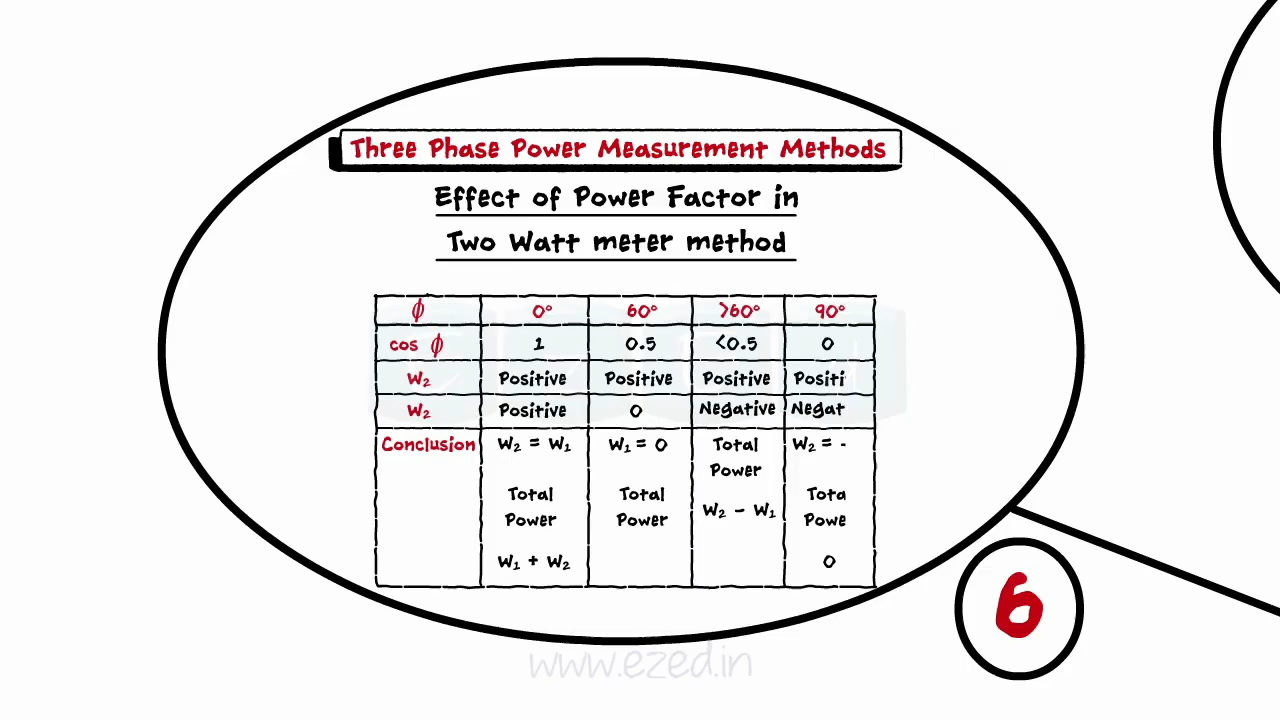 Three Phase Power Measurement Methods
Effect of Power Factor in
Two Watt meter method
φ 0° 60° >60° 90°
cos φ 1 0.5 <0.5 0
W₂ Positive Positive Positive Positi
W₂ Positive 0 Negative Negat
Conclusion W₂ = W₁ W₁ = 0 Total W₂ = -
Power
Total Total Tota
Power Power W₂ - W₁ Powe
W₁ + W₂ 0
6
www.ezed.in